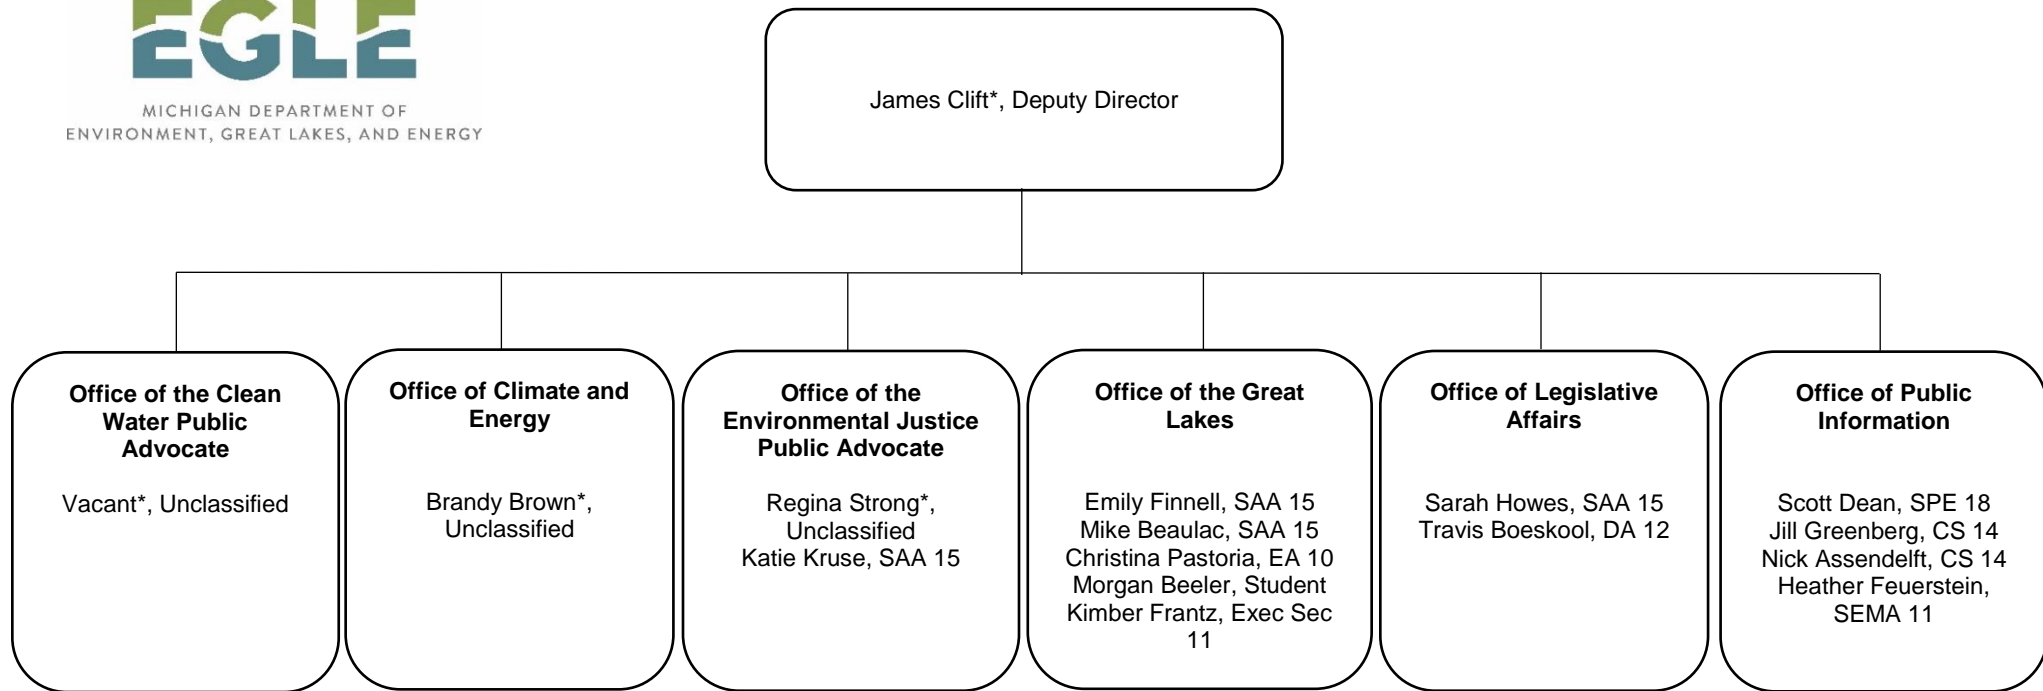 EGLE
MICHIGAN DEPARTMENT OF
ENVIRONMENT, GREAT LAKES, AND ENERGY
James Clift*, Deputy Director
Office of the Clean
Water Public
Advocate
Vacant*, Unclassified
Office of Climate and
Energy
Brandy Brown*,
Unclassified
Office of the
Environmental Justice
Public Advocate
Regina Strong*,
Unclassified
Katie Kruse, SAA 15
Office of the Great
Lakes
Emily Finnell, SAA 15
Mike Beaulac, SAA 15
Christina Pastoria, EA 10
Morgan Beeler, Student
Kimber Frantz, Exec Sec
11
Office of Legislative
Affairs
Sarah Howes, SAA 15
Travis Boeskool, DA 12
Office of Public
Information
Scott Dean, SPE 18
Jill Greenberg, CS 14
Nick Assendelft, CS 14
Heather Feuerstein,
SEMA 11